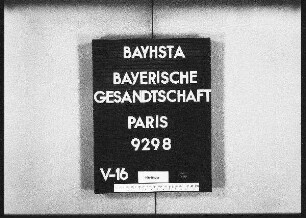 BAYHSTA
BAYERISCHE
GESANDTSCHAFT
PARIS
9298
V-16